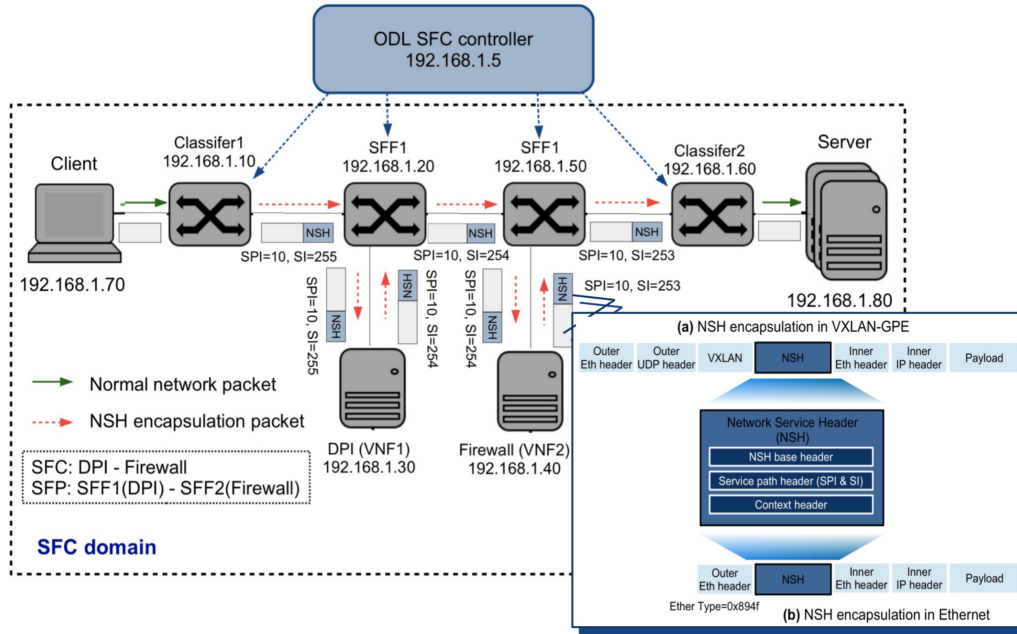 ODL SFC controller
192.168.1.5
Client
Classifer1
192.168.1.10
SFF1
192.168.1.20
SFF1
192.168.1.50
Classifer2
192.168.1.60
Server
NSH
NSH
NSH
SPI=10, SI=255
SPI=10, SI=254
SPI=10, SI=253
192.168.1.70
192.168.1.80
SPI=10, SI=255
NSH
NSH
SPI=10, SI=254
SPI=10, SI=254
NSH
NSH
SPI=10, SI=253
Normal network packet
NSH encapsulation packet
DPI (VNF1)
192.168.1.30
Firewall (VNF2)
192.168.1.40
SFC: DPI - Firewall
SFP: SFF1(DPI) - SFF2(Firewall)
SFC domain
(a) NSH encapsulation in VXLAN-GPE
Outer
Eth header
Outer
UDP header
VXLAN
NSH
Inner
Eth header
Inner
IP header
Payload
Network Service Header
(NSH)
NSH base header
Service path header (SPI & SI)
Context header
Outer
Eth header
NSH
Inner
Eth header
Inner
IP header
Payload
Ether Type=0x894f
(b) NSH encapsulation in Ethernet